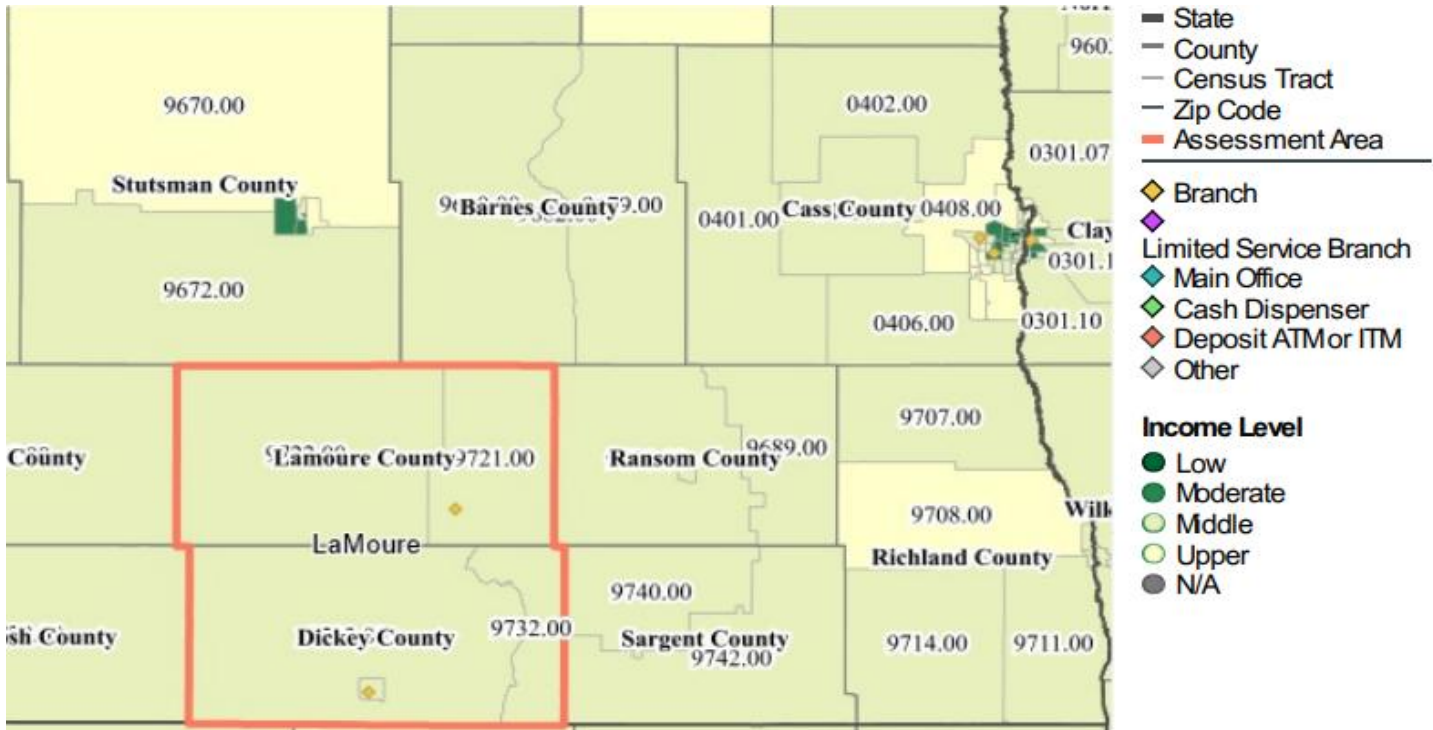 State
County
Census Tract
Zip Code
Assessment Area
Branch
Limited Service Branch
Main Office
Cash Dispenser
Deposit ATM or ITM
Other
Income Level
Low
Moderate
Middle
Upper
N/A
9670.00
0402.00
0301.07
Stutsman County
Barnes County
0401.00
Cass County
0408.00
9672.00
0406.00
0301.10
9707.00
Lamoure County
9721.00
Ransom County
9689.00
9708.00
LaMoure
Richland County
9740.00
Dickey County
9732.00
Sargent County
9742.00
9714.00
9711.00
County
County